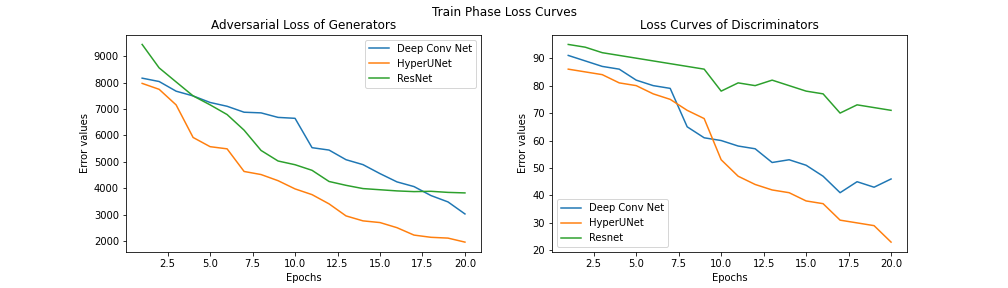 Train Phase Loss Curves
Adversarial Loss of Generators
Error values
9000
8000
7000
6000
5000
4000
3000
2000
Deep Conv Net
HyperUNet
ResNet
2.5 5.0 7.5 10.0 12.5 15.0 17.5 20.0
Epochs
Loss Curves of Discriminators
Error values
90
80
70
60
50
40
30
20
Deep Conv Net
HyperUNet
Resnet
2.5 5.0 7.5 10.0 12.5 15.0 17.5 20.0
Epochs